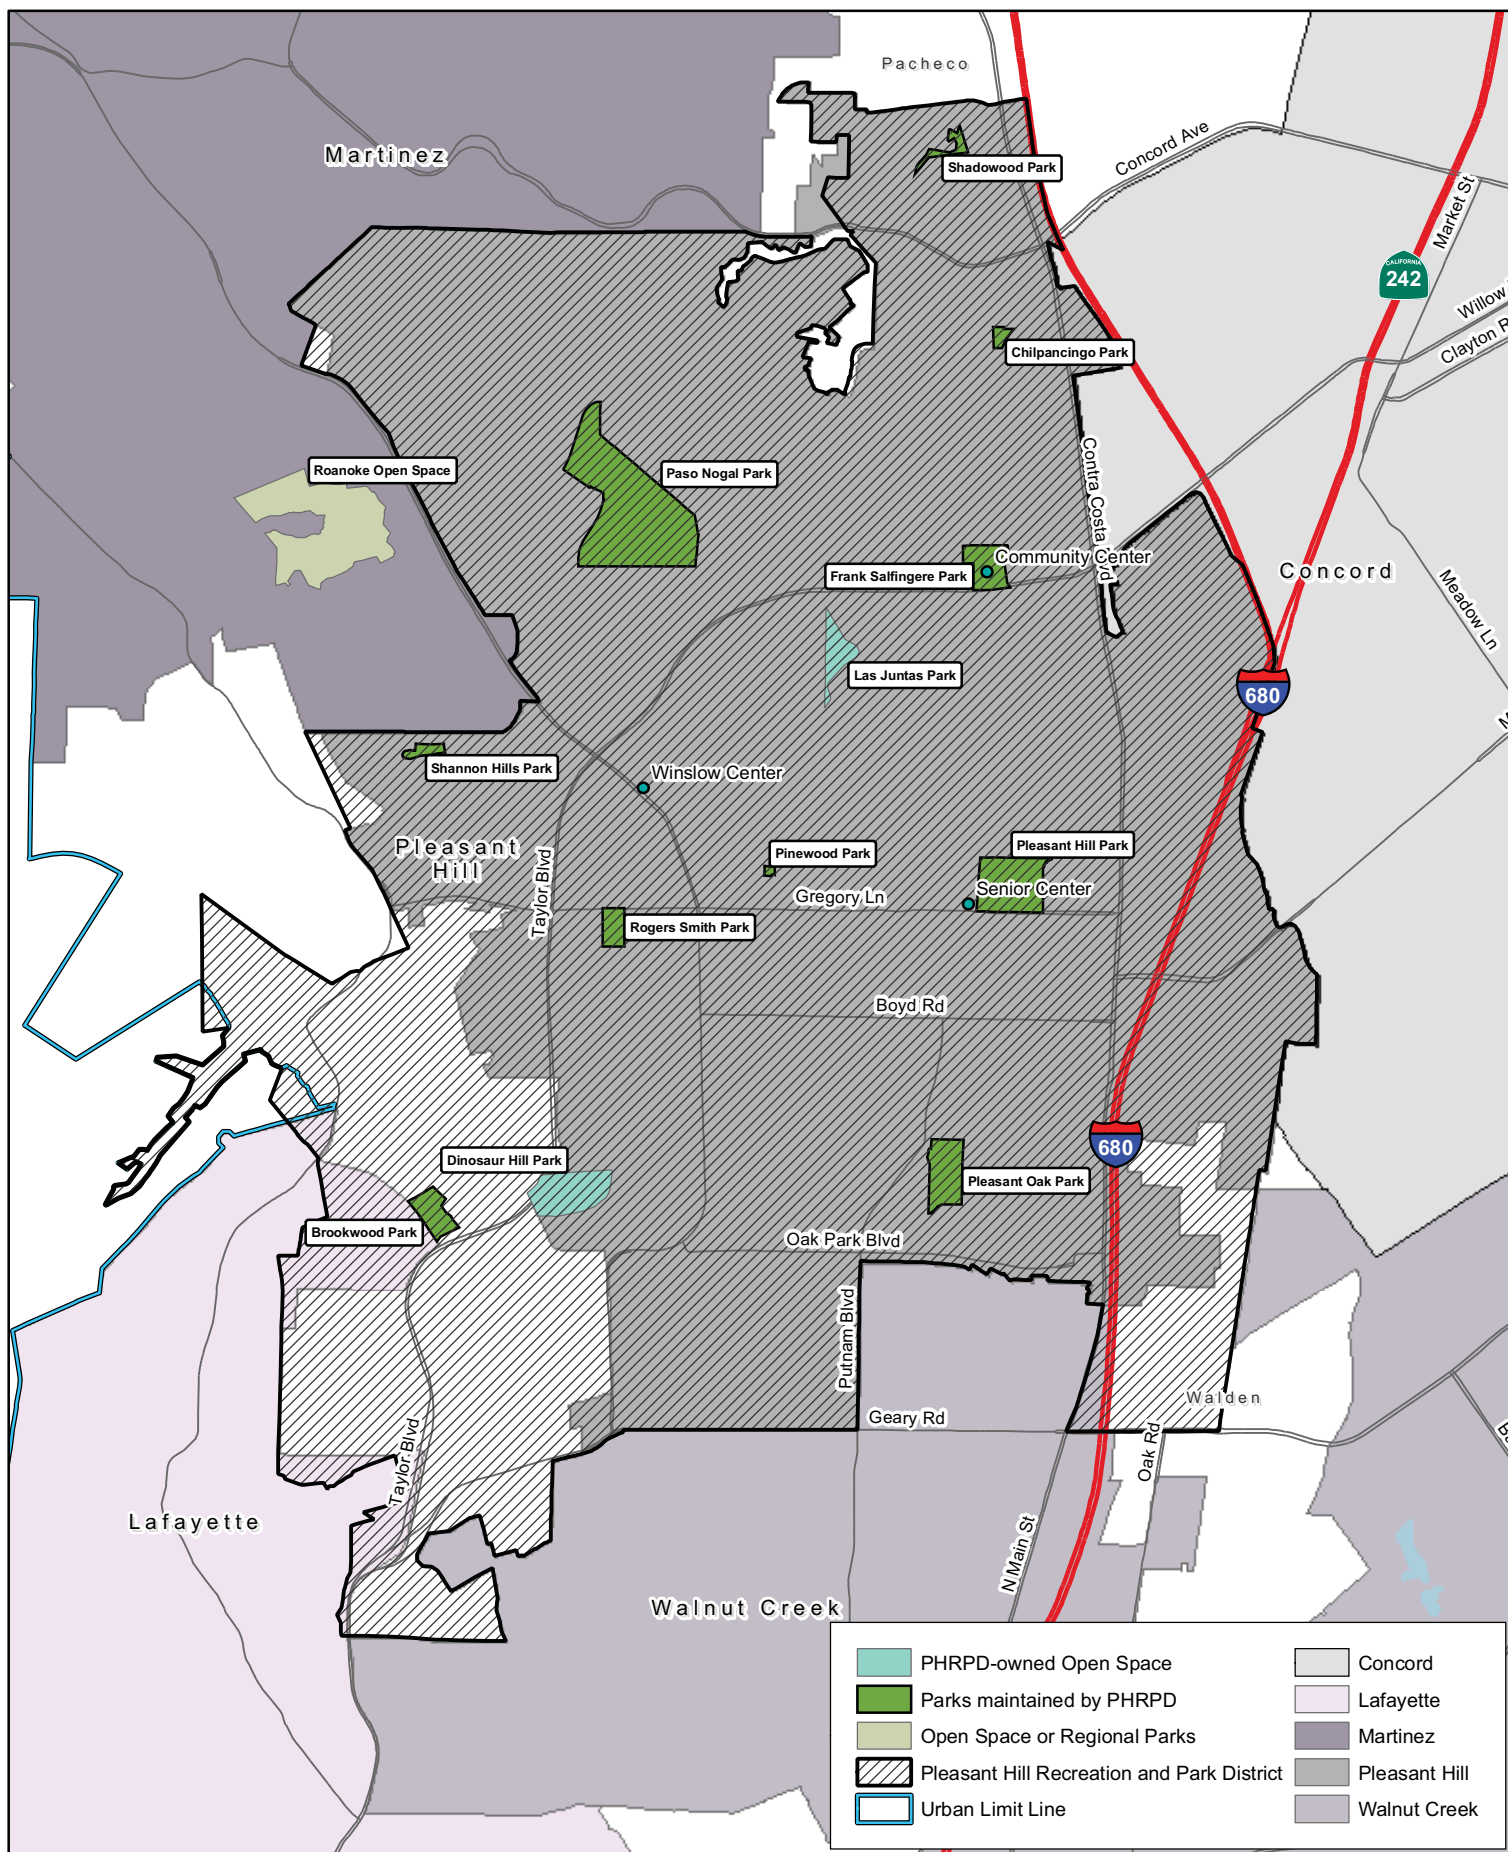 Pacheco
Martinez
Concord Ave
Shadowood Park
Market St
CALIFORNIA
242
Willow
Clayton R
Chilpancingo Park
Roanoke Open Space
Paso Nogal Park
Contra Costa Blvd
Community Center
Frank Salfingere Park
Concord
Meadow Ln
Las Juntas Park
680
Shannon Hills Park
Winslow Center
Pleasant
Hill
Taylor Blvd
Pinewood Park
Pleasant Hill Park
Gregory Ln
Senior Center
Rogers Smith Park
Boyd Rd
680
Dinosaur Hill Park
Pleasant Oak Park
Brookwood Park
Oak Park Blvd
Putnam Blvd
Walden
Geary Rd
Taylor Blvd
Oak Rd
Lafayette
N Main St
Walnut Creek
PHRPD-owned Open Space
Parks maintained by PHRPD
Open Space or Regional Parks
Pleasant Hill Recreation and Park District
Urban Limit Line
Concord
Lafayette
Martinez
Pleasant Hill
Walnut Creek